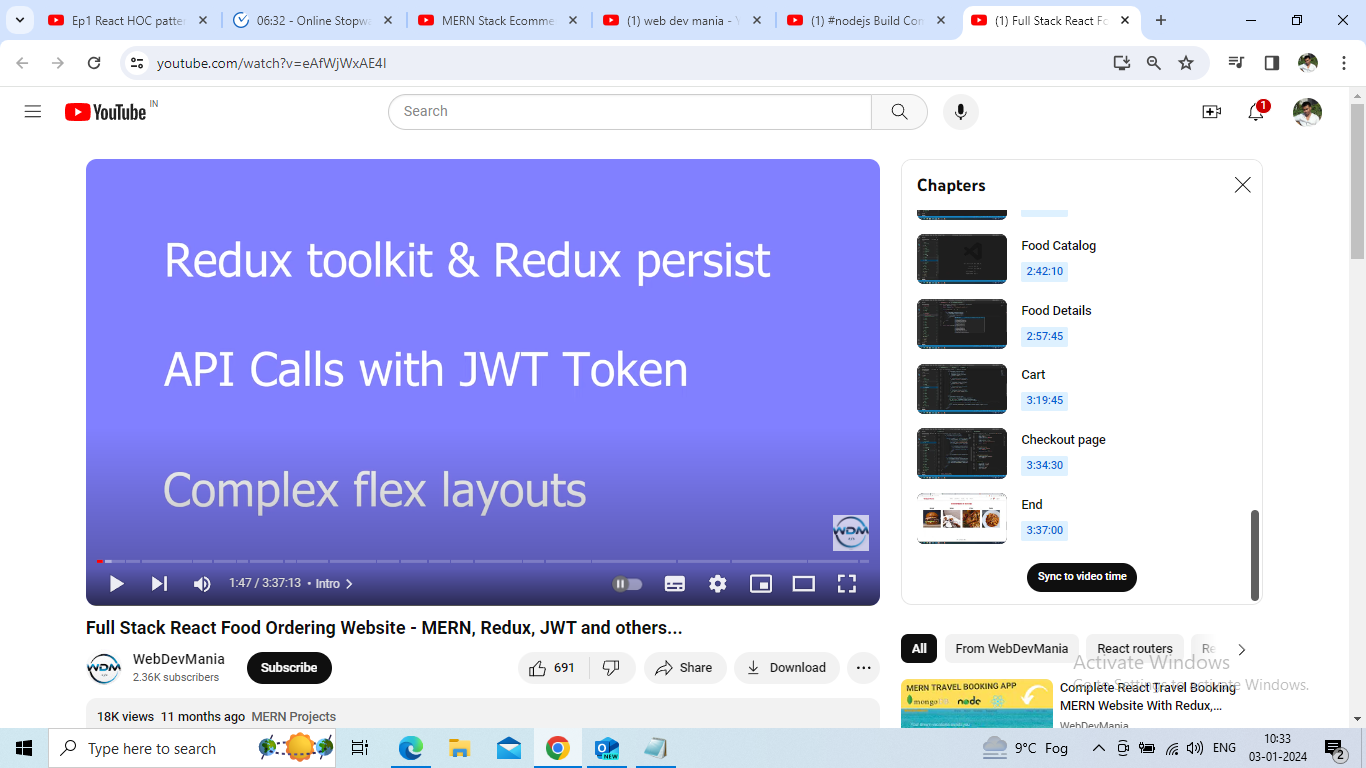 Ep1 React HOC patter
06:32 - Online Stopwa
MERN Stack Ecomme
(1) web dev mania - Y
(1) #nodejs Build Con
(1) Full Stack React Fo
youtube.com/watch?v=eAfWjWxAE4I
YouTube IN
Search
1
Redux toolkit & Redux persist
API Calls with JWT Token
Complex flex layouts
WDM
1:47 / 3:37:13 • Intro
Chapters
Food Catalog
2:42:10
Food Details
2:57:45
Cart
3:19:45
Checkout page
3:34:30
End
3:37:00
Sync to video time
Full Stack React Food Ordering Website - MERN, Redux, JWT and others...
WDM
WebDevMania
2.36K subscribers
Subscribe
691
Share
Download
18K views 11 months ago MERN Projects
All
From WebDevMania
React routers
Re
Activate Windows
Go to Settings to activate Windows.
MERN TRAVEL BOOKING APP
mongo
node
Complete React Travel Booking
MERN Website With Redux,...
WebDevMania
Type here to search
NEW
9°C Fog
ENG
10:33
03-01-2024
2